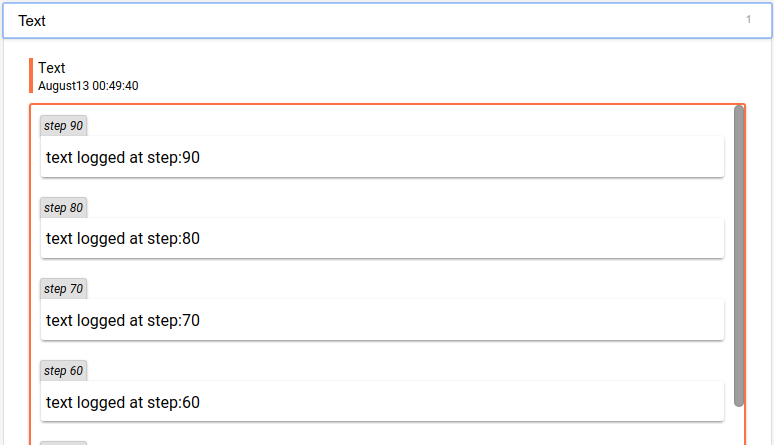 Text
1
Text
August13 00:49:40
step 90
text logged at step:90
step 80
text logged at step:80
step 70
text logged at step:70
step 60
text logged at step:60